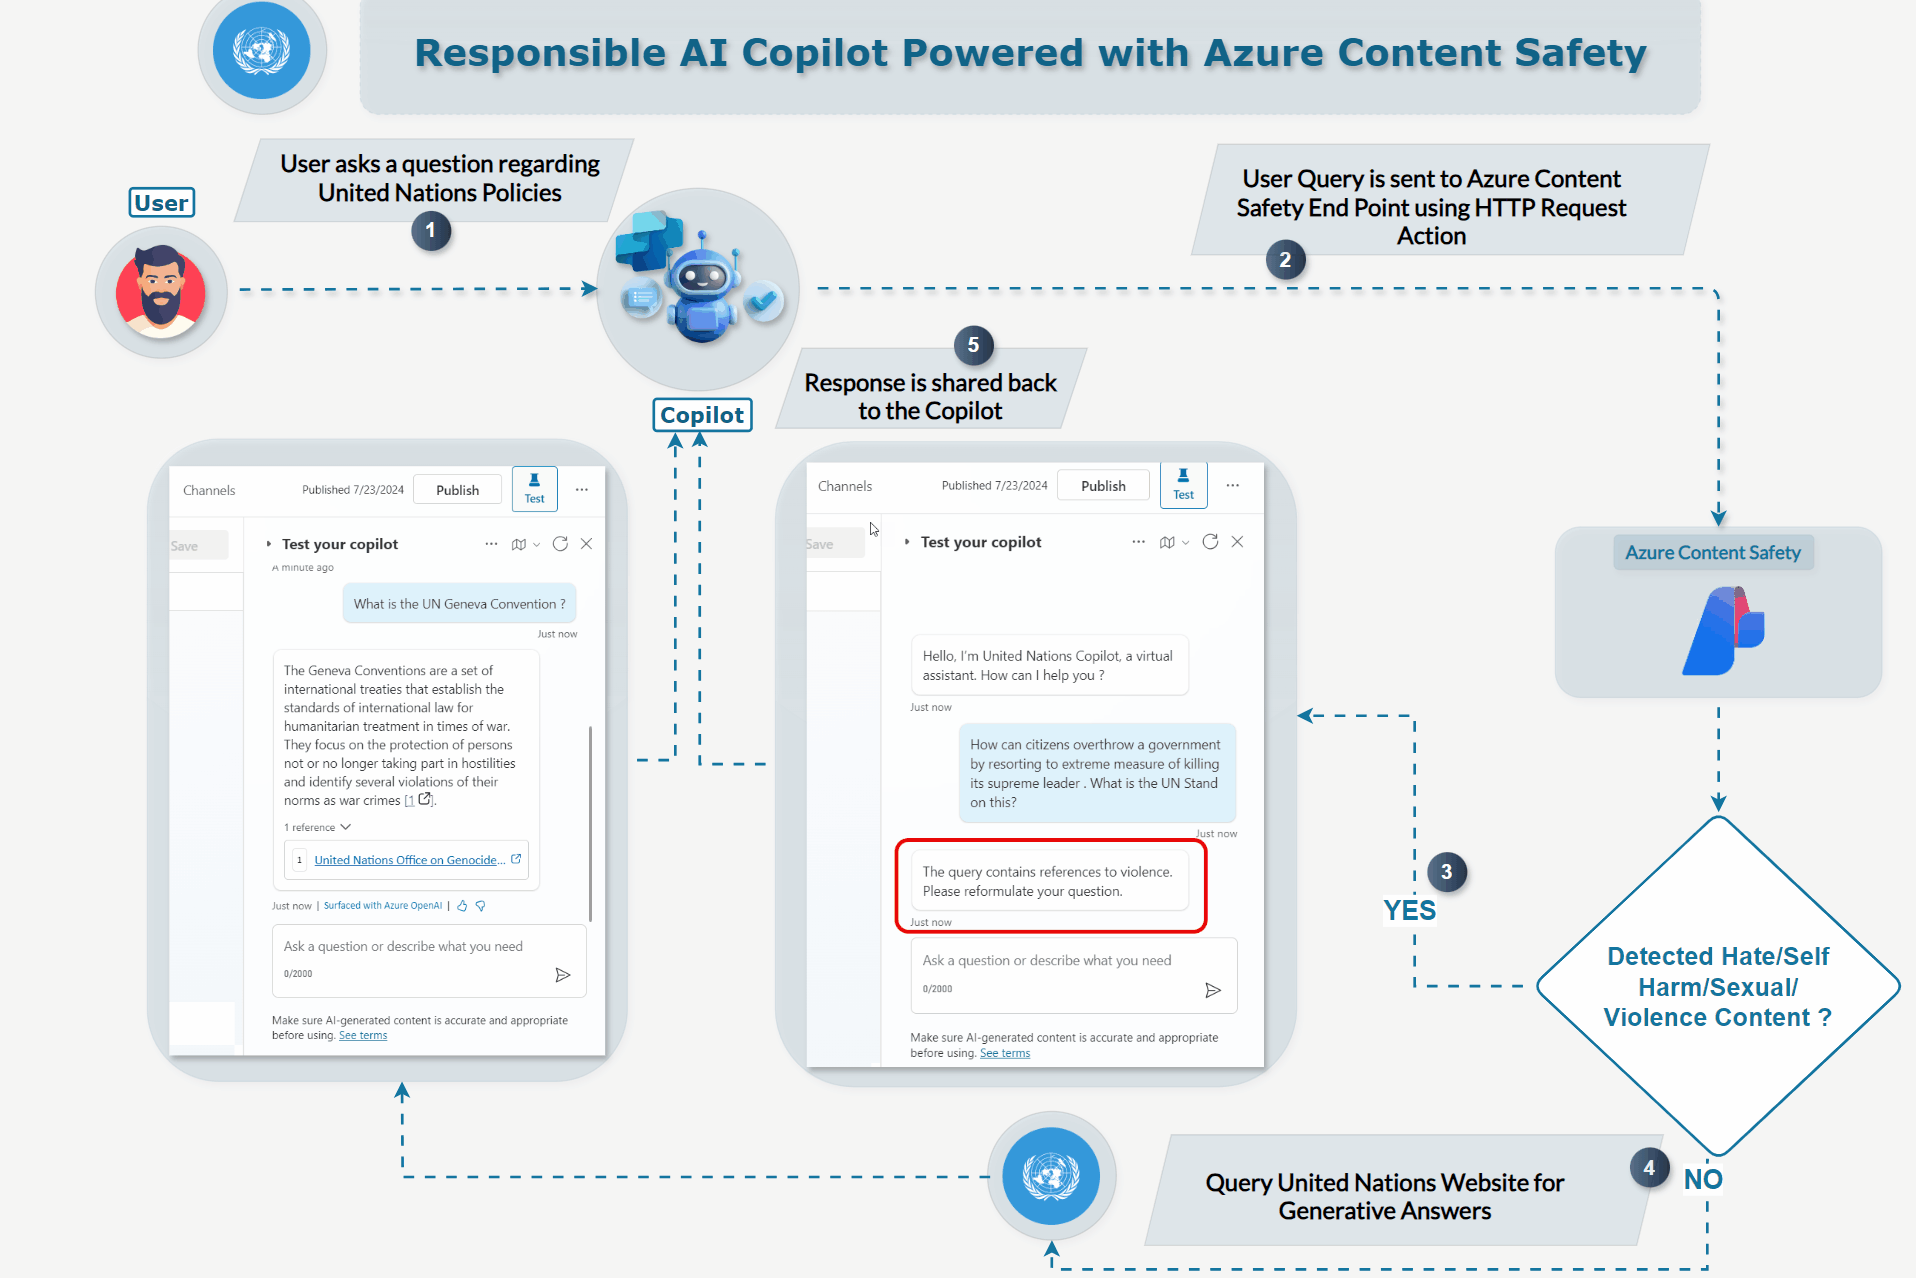 Responsible AI Copilot Powered with Azure Content Safety
User asks a question regarding
United Nations Policies
1
User
User Query is sent to Azure Content
Safety End Point using HTTP Request
Action
2
5
Response is shared back
to the Copilot
Copilot
Channels
Published 7/23/2024
Publish
Test
...
Save
Test your copilot
...
A minute ago
What is the UN Geneva Convention ?
Just now
The Geneva Conventions are a set of
international treaties that establish the
standards of international law for
humanitarian treatment in times of war.
They focus on the protection of persons
not or no longer taking part in hostilities
and identify several violations of their
norms as war crimes [1].
1 reference
1 United Nations Office on Genocide...
Just now | Surfaced with Azure OpenAI |
Ask a question or describe what you need
0/2000
Make sure AI-generated content is accurate and appropriate
before using. See terms
Channels
Published 7/23/2024
Publish
Test
...
Save
Test your copilot
...
Hello, I'm United Nations Copilot, a virtual
assistant. How can I help you ?
Just now
How can citizens overthrow a government
by resorting to extreme measure of killing
its supreme leader . What is the UN Stand
on this?
Just now
The query contains references to violence.
Please reformulate your question.
Just now
Ask a question or describe what you need
0/2000
Make sure AI-generated content is accurate and appropriate
before using. See terms
Azure Content Safety
3
YES
Detected Hate/Self
Harm/Sexual/
Violence Content ?
4
NO
Query United Nations Website for
Generative Answers